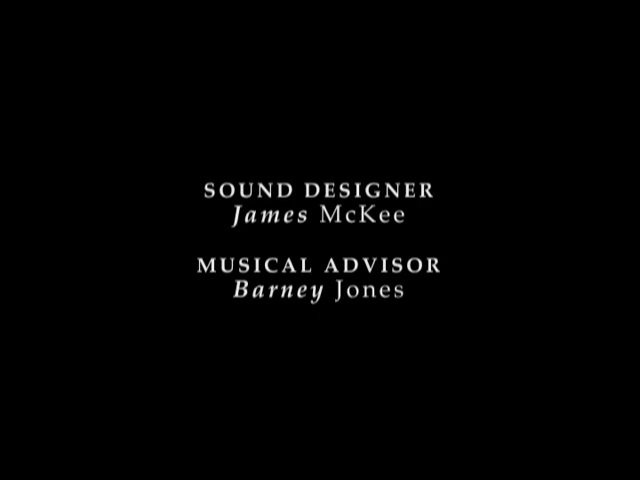 SOUND DESIGNER
James McKee
MUSICAL ADVISOR
Barney Jones